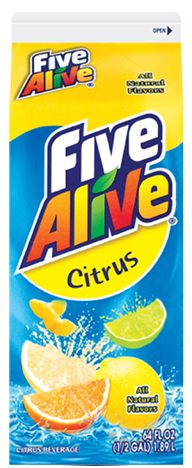 OPEN
Five
Alive®
All
Natural
Flavors
Five
Alive®
Citrus
All
Natural
Flavors
CITRUS BEVERAGE
64 FL OZ
(1/2 GAL) 1.89 L